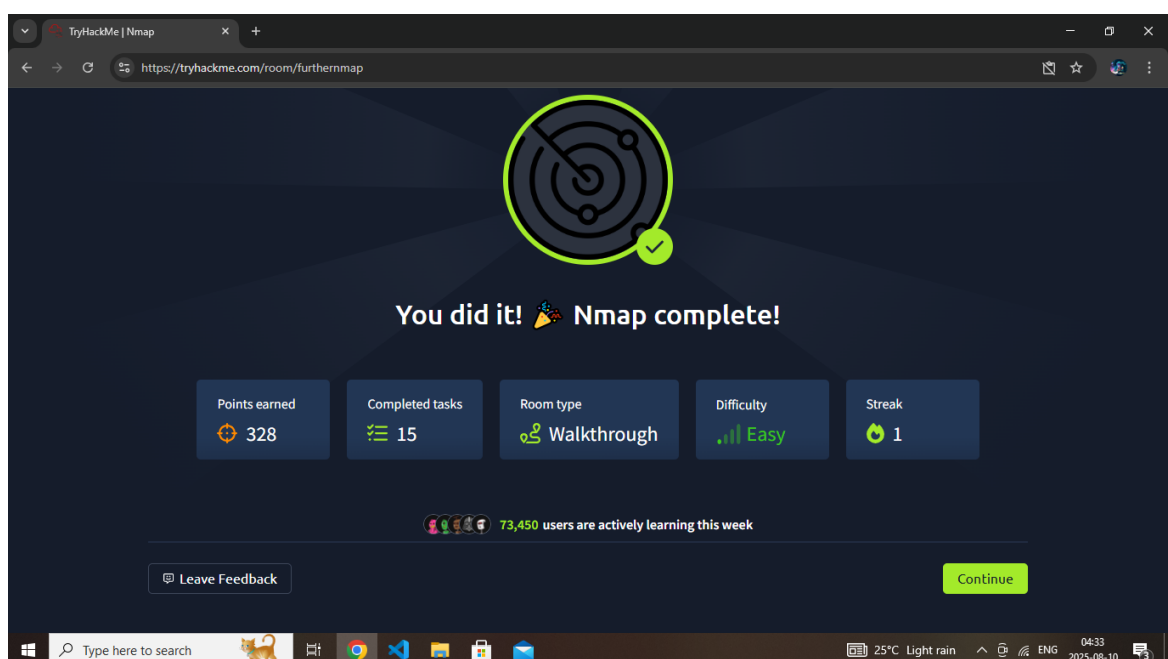 TryHackMe | Nmap
https://tryhackme.com/room/furthernmap
You did it! 🎉 Nmap complete!
Points earned
328
Completed tasks
15
Room type
Walkthrough
Difficulty
Easy
Streak
1
73,450 users are actively learning this week
Leave Feedback
Continue
Type here to search
25°C Light rain
ENG
04:33
2025-08-10
3